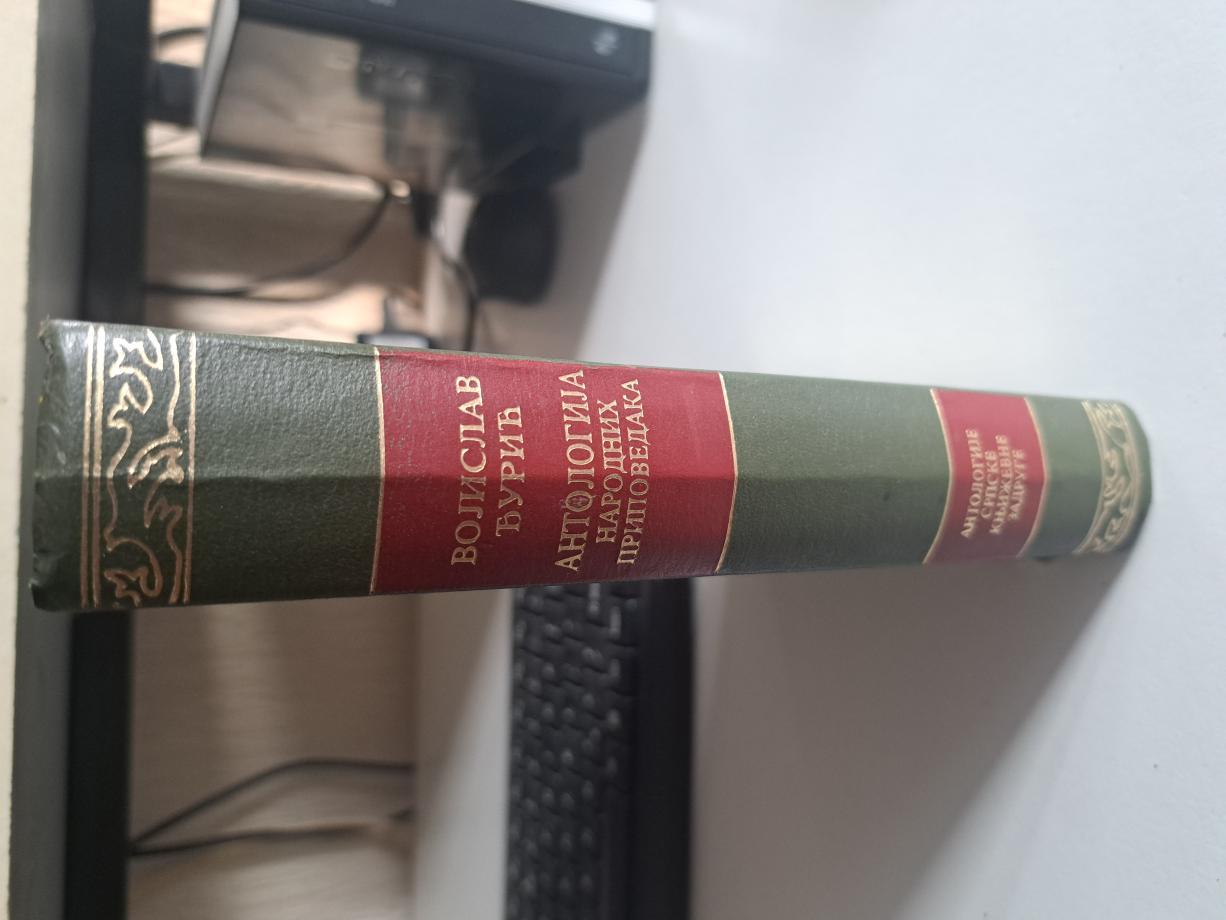 ВОЈИСЛАВ
ЂУРИЋ
АНТОЛОГИЈА
НАРОДНИХ
ПРИПОВЕДАКА
АНТОЛОГИЈЕ
СРПСКЕ
КЊИЖЕВНЕ
ЗАДРУГЕ